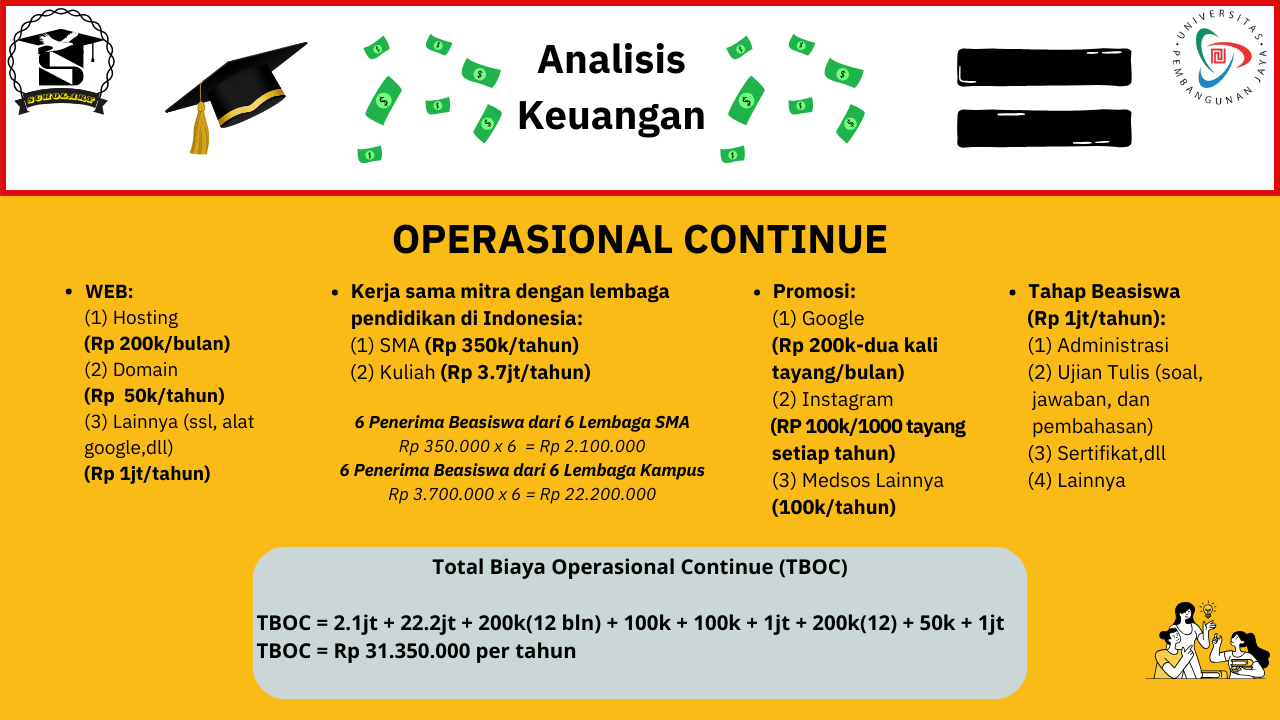 SCHOLARY
Analisis
Keuangan
UNIVERSITAS
PEMBANGUNAN JAYA
OPERASIONAL CONTINUE
• WEB:
(1) Hosting
(Rp 200k/bulan)
(2) Domain
(Rp 50k/tahun)
(3) Lainnya (ssl, alat
google,dll)
(Rp 1jt/tahun)
• Kerja sama mitra dengan lembaga
pendidikan di Indonesia:
(1) SMA (Rp 350k/tahun)
(2) Kuliah (Rp 3.7jt/tahun)
6 Penerima Beasiswa dari 6 Lembaga SMA
Rp 350.000 x 6 = Rp 2.100.000
6 Penerima Beasiswa dari 6 Lembaga Kampus
Rp 3.700.000 x 6 = Rp 22.200.000
• Promosi:
(1) Google
(Rp 200k-dua kali
tayang/bulan)
(2) Instagram
(RP 100k/1000 tayang
setiap tahun)
(3) Medsos Lainnya
(100k/tahun)
• Tahap Beasiswa
(Rp 1jt/tahun):
(1) Administrasi
(2) Ujian Tulis (soal,
jawaban, dan
pembahasan)
(3) Sertifikat,dll
(4) Lainnya
Total Biaya Operasional Continue (TBOC)
TBOC = 2.1jt + 22.2jt + 200k(12 bln) + 100k + 100k + 1jt + 200k(12) + 50k + 1jt
TBOC = Rp 31.350.000 per tahun